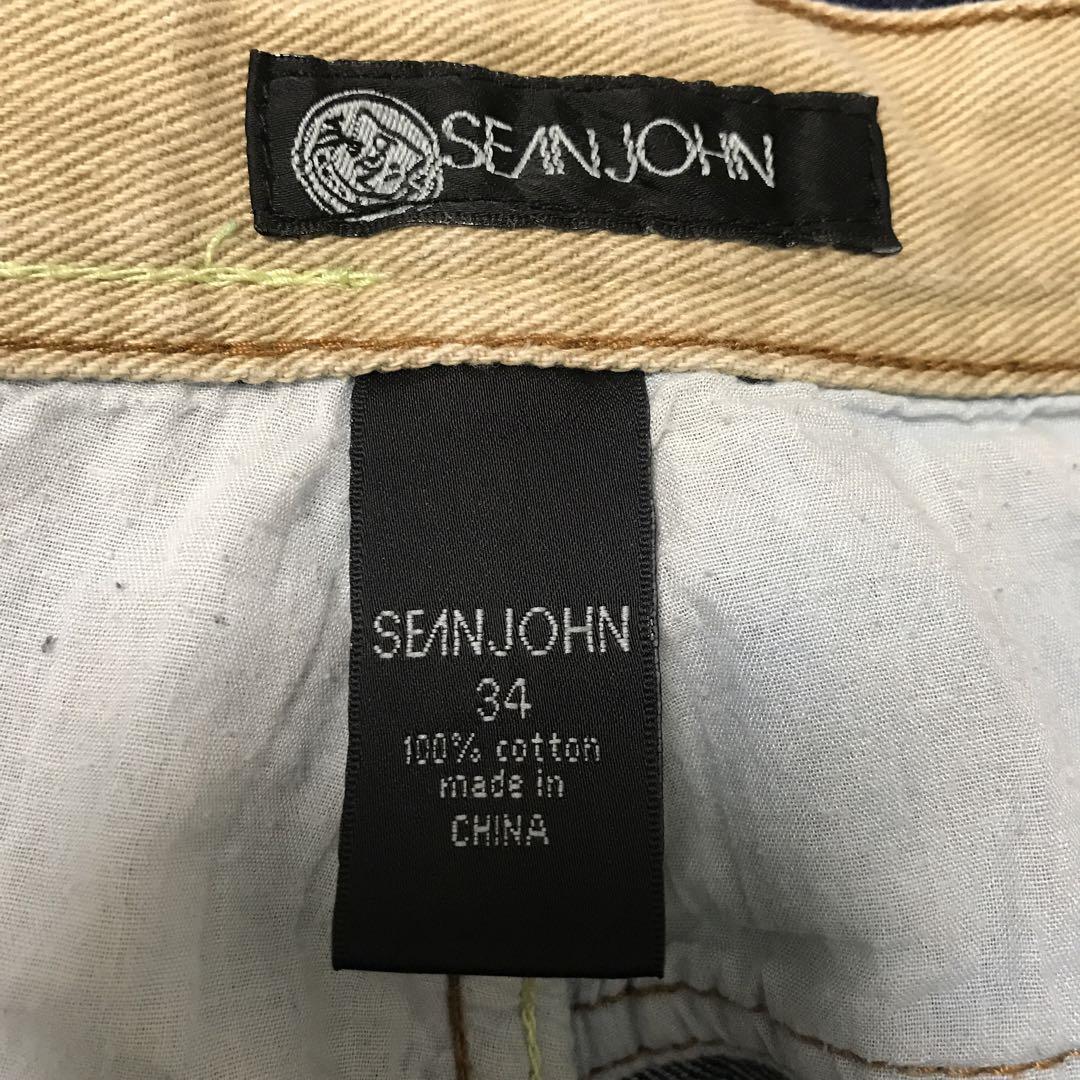 SEANJOHN
SEANJOHN
34
100% cotton
made in
CHINA